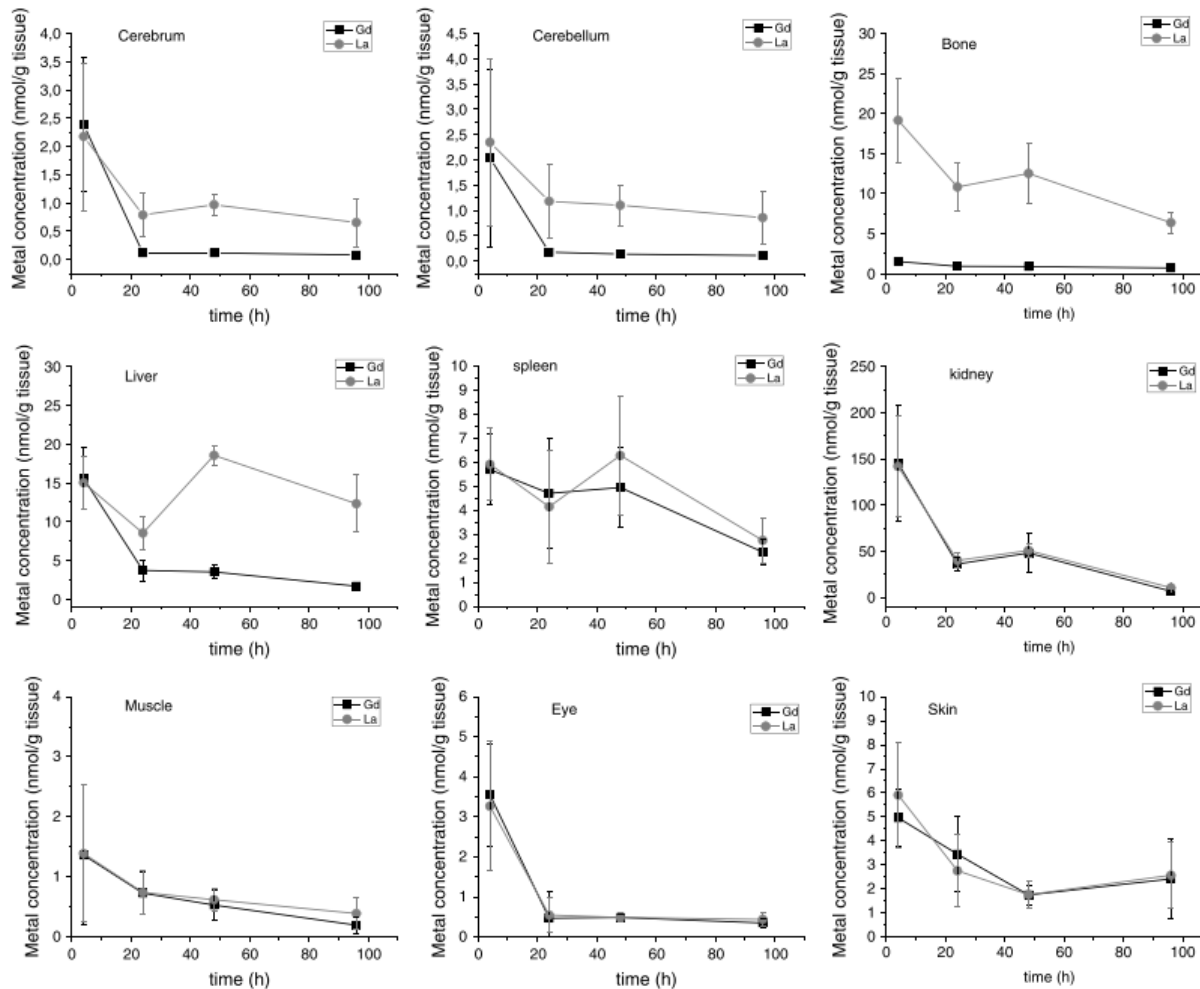 Cerebrum
Gd
La
Metal concentration (nmol/g tissue)
4,0
3,5
3,0
2,5
2,0
1,5
1,0
0,5
0,0
0 20 40 60 80 100
time (h)
Cerebellum
Gd
La
Metal concentration (nmol/g tissue)
4,5
4,0
3,5
3,0
2,5
2,0
1,5
1,0
0,5
0,0
0 20 40 60 80 100
time (h)
Bone
Gd
La
Metal concentration (nmol/g tissue)
30
25
20
15
10
5
0
0 20 40 60 80 100
time (h)
Liver
Gd
La
Metal concentration (nmol/g tissue)
30
25
20
15
10
5
0
0 20 40 60 80 100
time (h)
spleen
Gd
La
Metal concentration (nmol/g tissue)
10
9
8
7
6
5
4
3
2
1
0
0 20 40 60 80 100
time (h)
kidney
Gd
La
Metal concentration (nmol/g tissue)
250
200
150
100
50
0
0 20 40 60 80 100
time (h)
Muscle
Gd
La
Metal concentration (nmol/g tissue)
4
3
2
1
0
0 20 40 60 80 100
time (h)
Eye
Gd
La
Metal concentration (nmol/g tissue)
6
5
4
3
2
1
0
0 20 40 60 80 100
time (h)
Skin
Gd
La
Metal concentration (nmol/g tissue)
10
9
8
7
6
5
4
3
2
1
0
0 20 40 60 80 100
time (h)